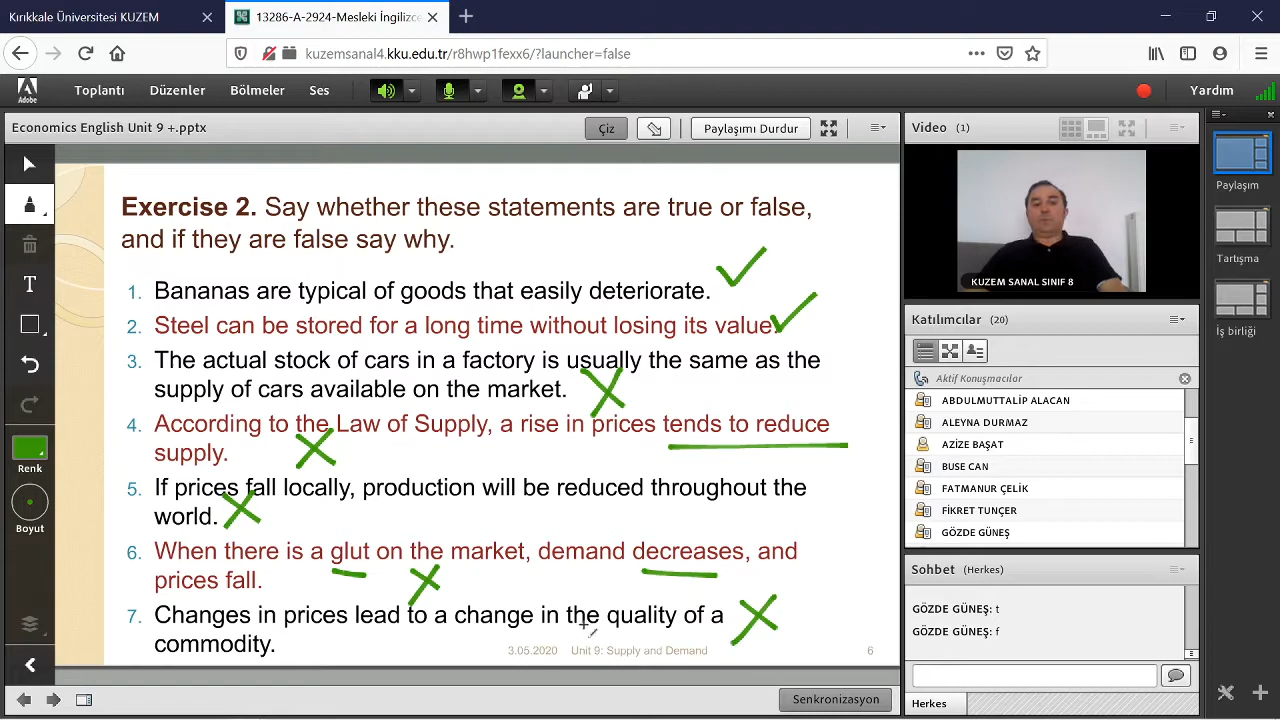 Kırıkkale Üniversitesi KUZEM
13286-A-2924-Mesleki İngilizce
kuzemsanal4.kku.edu.tr/r8hwp1fexx6/?launcher=false
Adobe
Toplantı Düzenler Bölmeler Ses
Yardım
Economics English Unit 9 +.pptx
Çiz
Paylaşımı Durdur
Renk
Boyut
Exercise 2. Say whether these statements are true or false,
and if they are false say why.
1. Bananas are typical of goods that easily deteriorate.
2. Steel can be stored for a long time without losing its value.
3. The actual stock of cars in a factory is usually the same as the
supply of cars available on the market.
4. According to the Law of Supply, a rise in prices tends to reduce
supply.
5. If prices fall locally, production will be reduced throughout the
world.
6. When there is a glut on the market, demand decreases, and
prices fall.
7. Changes in prices lead to a change in the quality of a
commodity.
3.05.2020 Unit 9: Supply and Demand 6
Senkronizasyon
Video (1)
KUZEM SANAL SINIF 8
Katılımcılar (20)
Aktif Konuşmacılar
ABDULMUTTALİP ALACAN
ALEYNA DURMAZ
AZİZE BAŞAT
BUSE CAN
FATMANUR ÇELİK
FİKRET TUNÇER
GÖZDE GÜNEŞ
Sohbet (Herkes)
GÖZDE GÜNEŞ: t
GÖZDE GÜNEŞ: f
Herkes
Paylaşım
Tartışma
İş birliği